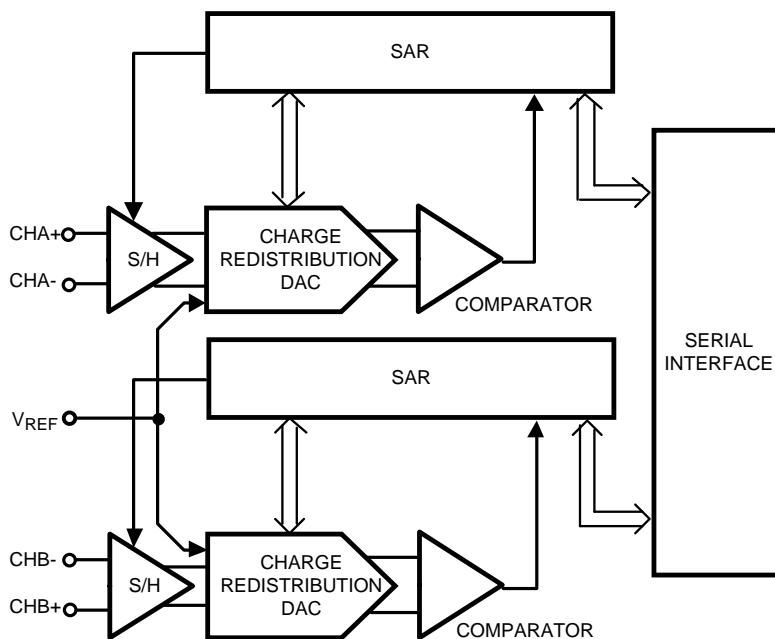 SAR
CHA+
CHA-
S/H
CHARGE
REDISTRIBUTION
DAC
COMPARATOR
SERIAL
INTERFACE
SAR
VREF
CHB-
CHB+
S/H
CHARGE
REDISTRIBUTION
DAC
COMPARATOR